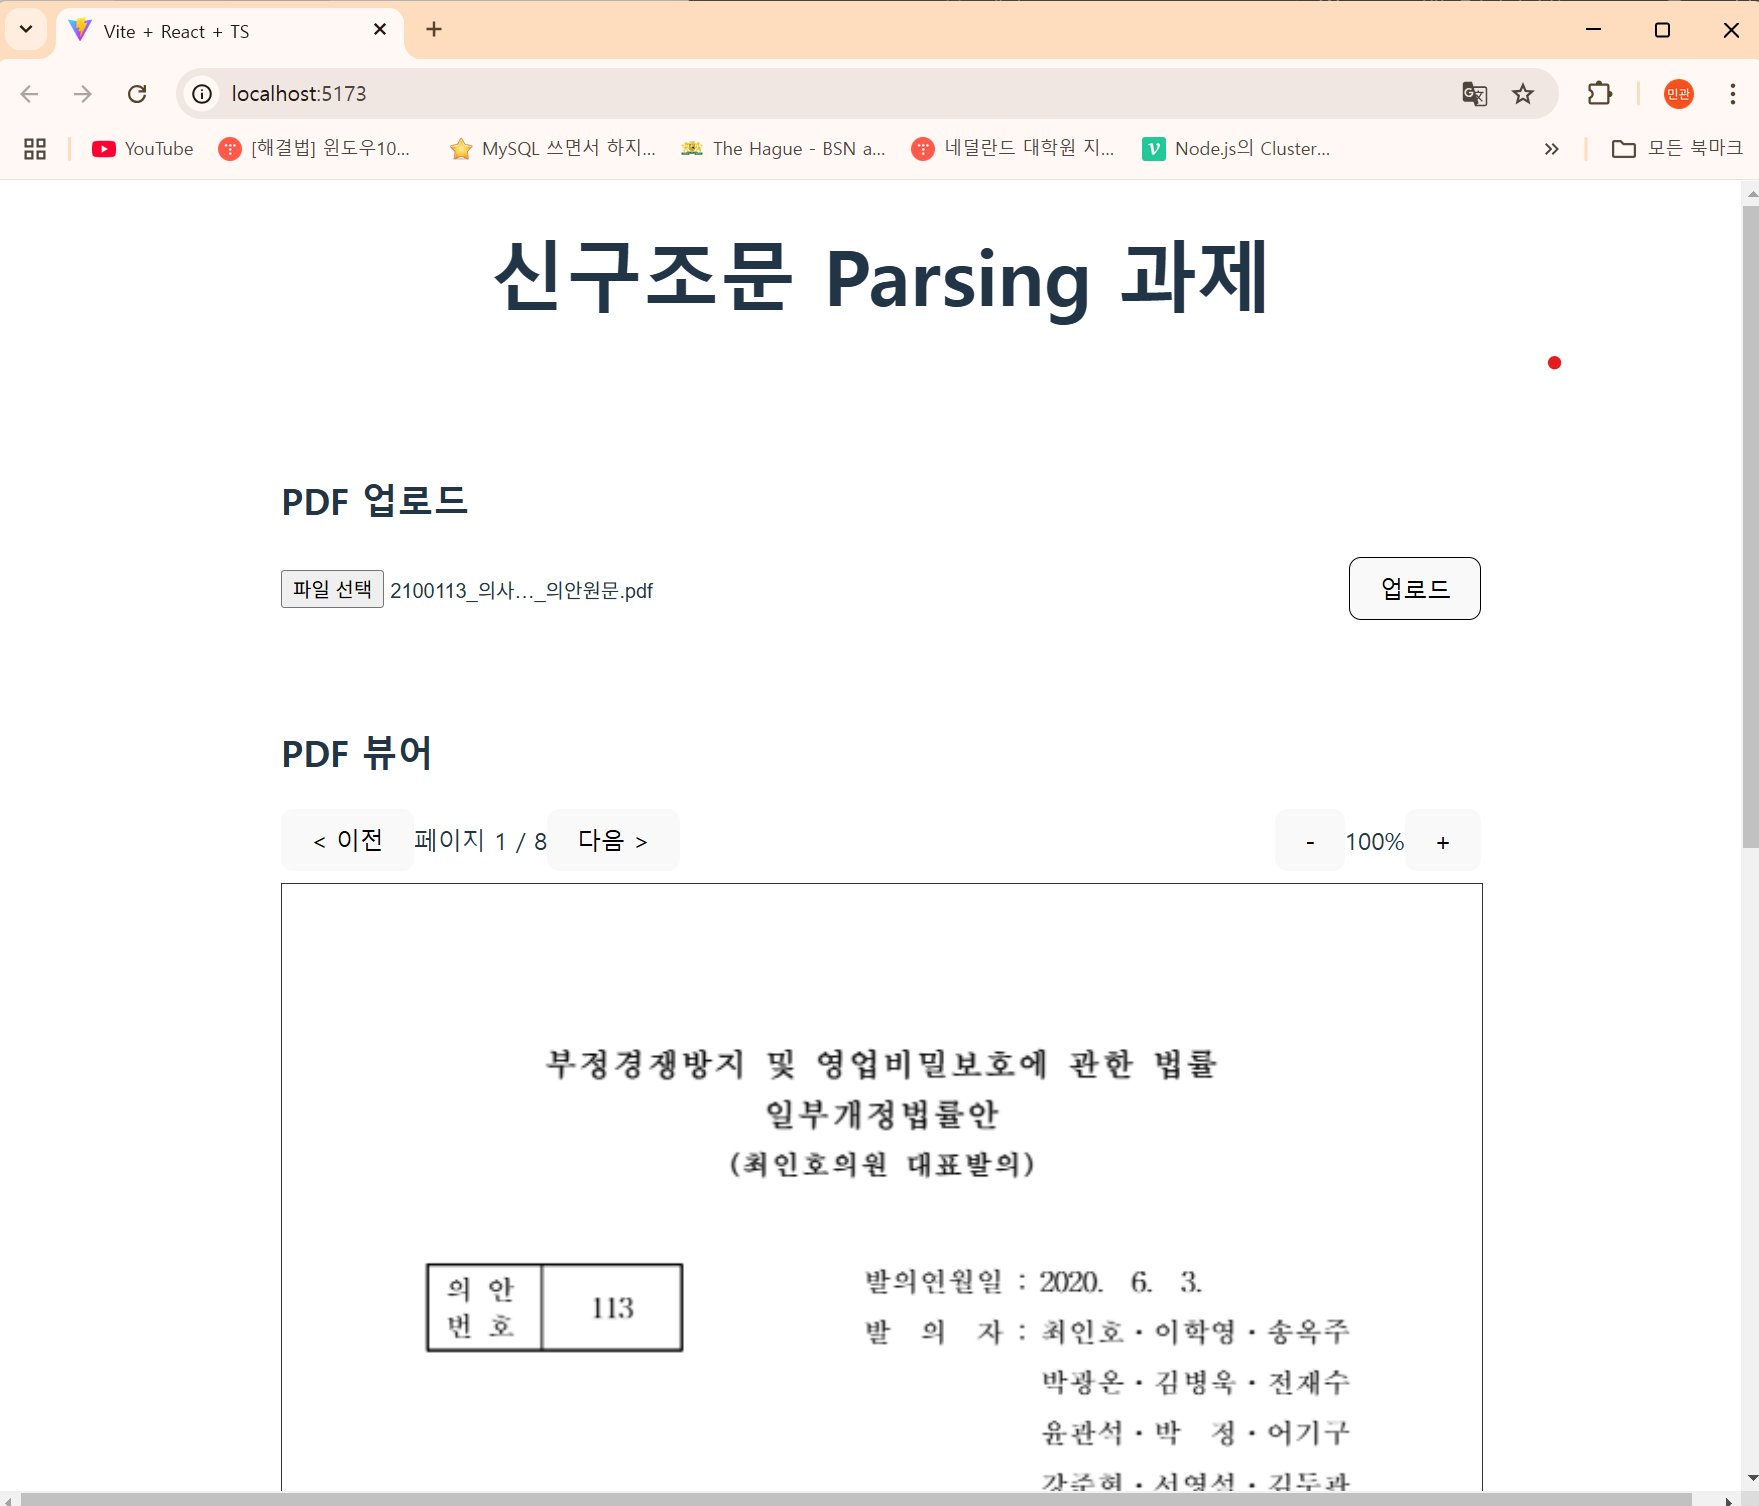 Vite + React + TS
localhost:5173
민관
YouTube
[해결법] 윈도우10...
MySQL 쓰면서 하지...
The Hague - BSN a...
네덜란드 대학원 지...
Node.js의 Cluster...
모든 북마크
신구조문 Parsing 과제
PDF 업로드
파일 선택 2100113_의사..._의안원문.pdf
업로드
PDF 뷰어
< 이전 페이지 1 / 8 다음 >
- 100% +
부정경쟁방지 및 영업비밀보호에 관한 법률
일부개정법률안
(최인호의원 대표발의)
의 안
번 호
113
발의연월일 : 2020. 6. 3.
발 의 자 : 최인호·이학영·송옥주
박광온·김병욱·전재수
윤관석·박 정·어기구